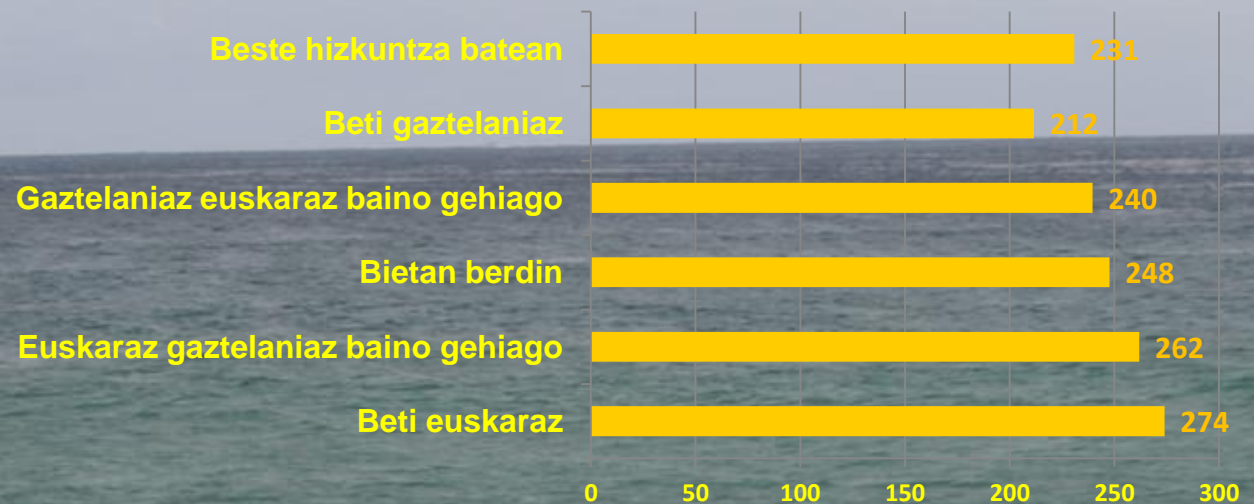 Beste hizkuntza batean 231
Beti gaztelaniaz 212
Gaztelaniaz euskaraz baino gehiago 240
Bietan berdin 248
Euskaraz gaztelaniaz baino gehiago 262
Beti euskaraz 274
0 50 100 150 200 250 300